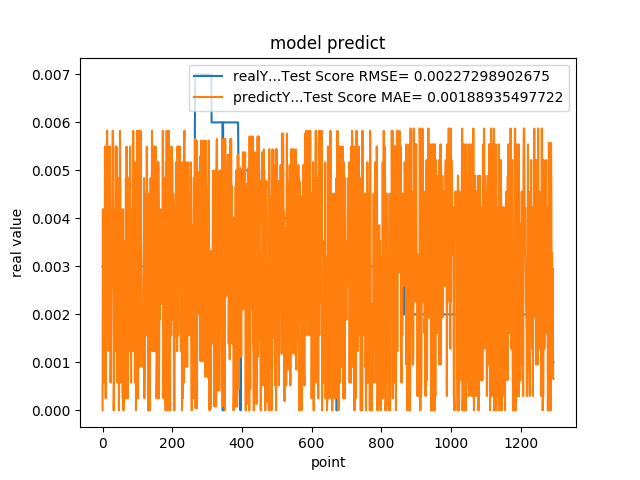 model predict
realY...Test Score RMSE= 0.00227298902675
predictY...Test Score MAE= 0.00188935497722
0.007
0.006
0.005
0.004
0.003
0.002
0.001
0.000
real value
0 200 400 600 800 1000 1200
point